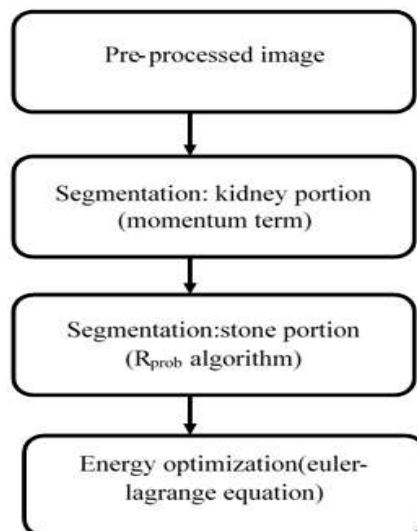 Pre-processed image
Segmentation: kidney portion
(momentum term)
Segmentation:stone portion
(Rprob algorithm)
Energy optimization(euler-
lagrange equation)